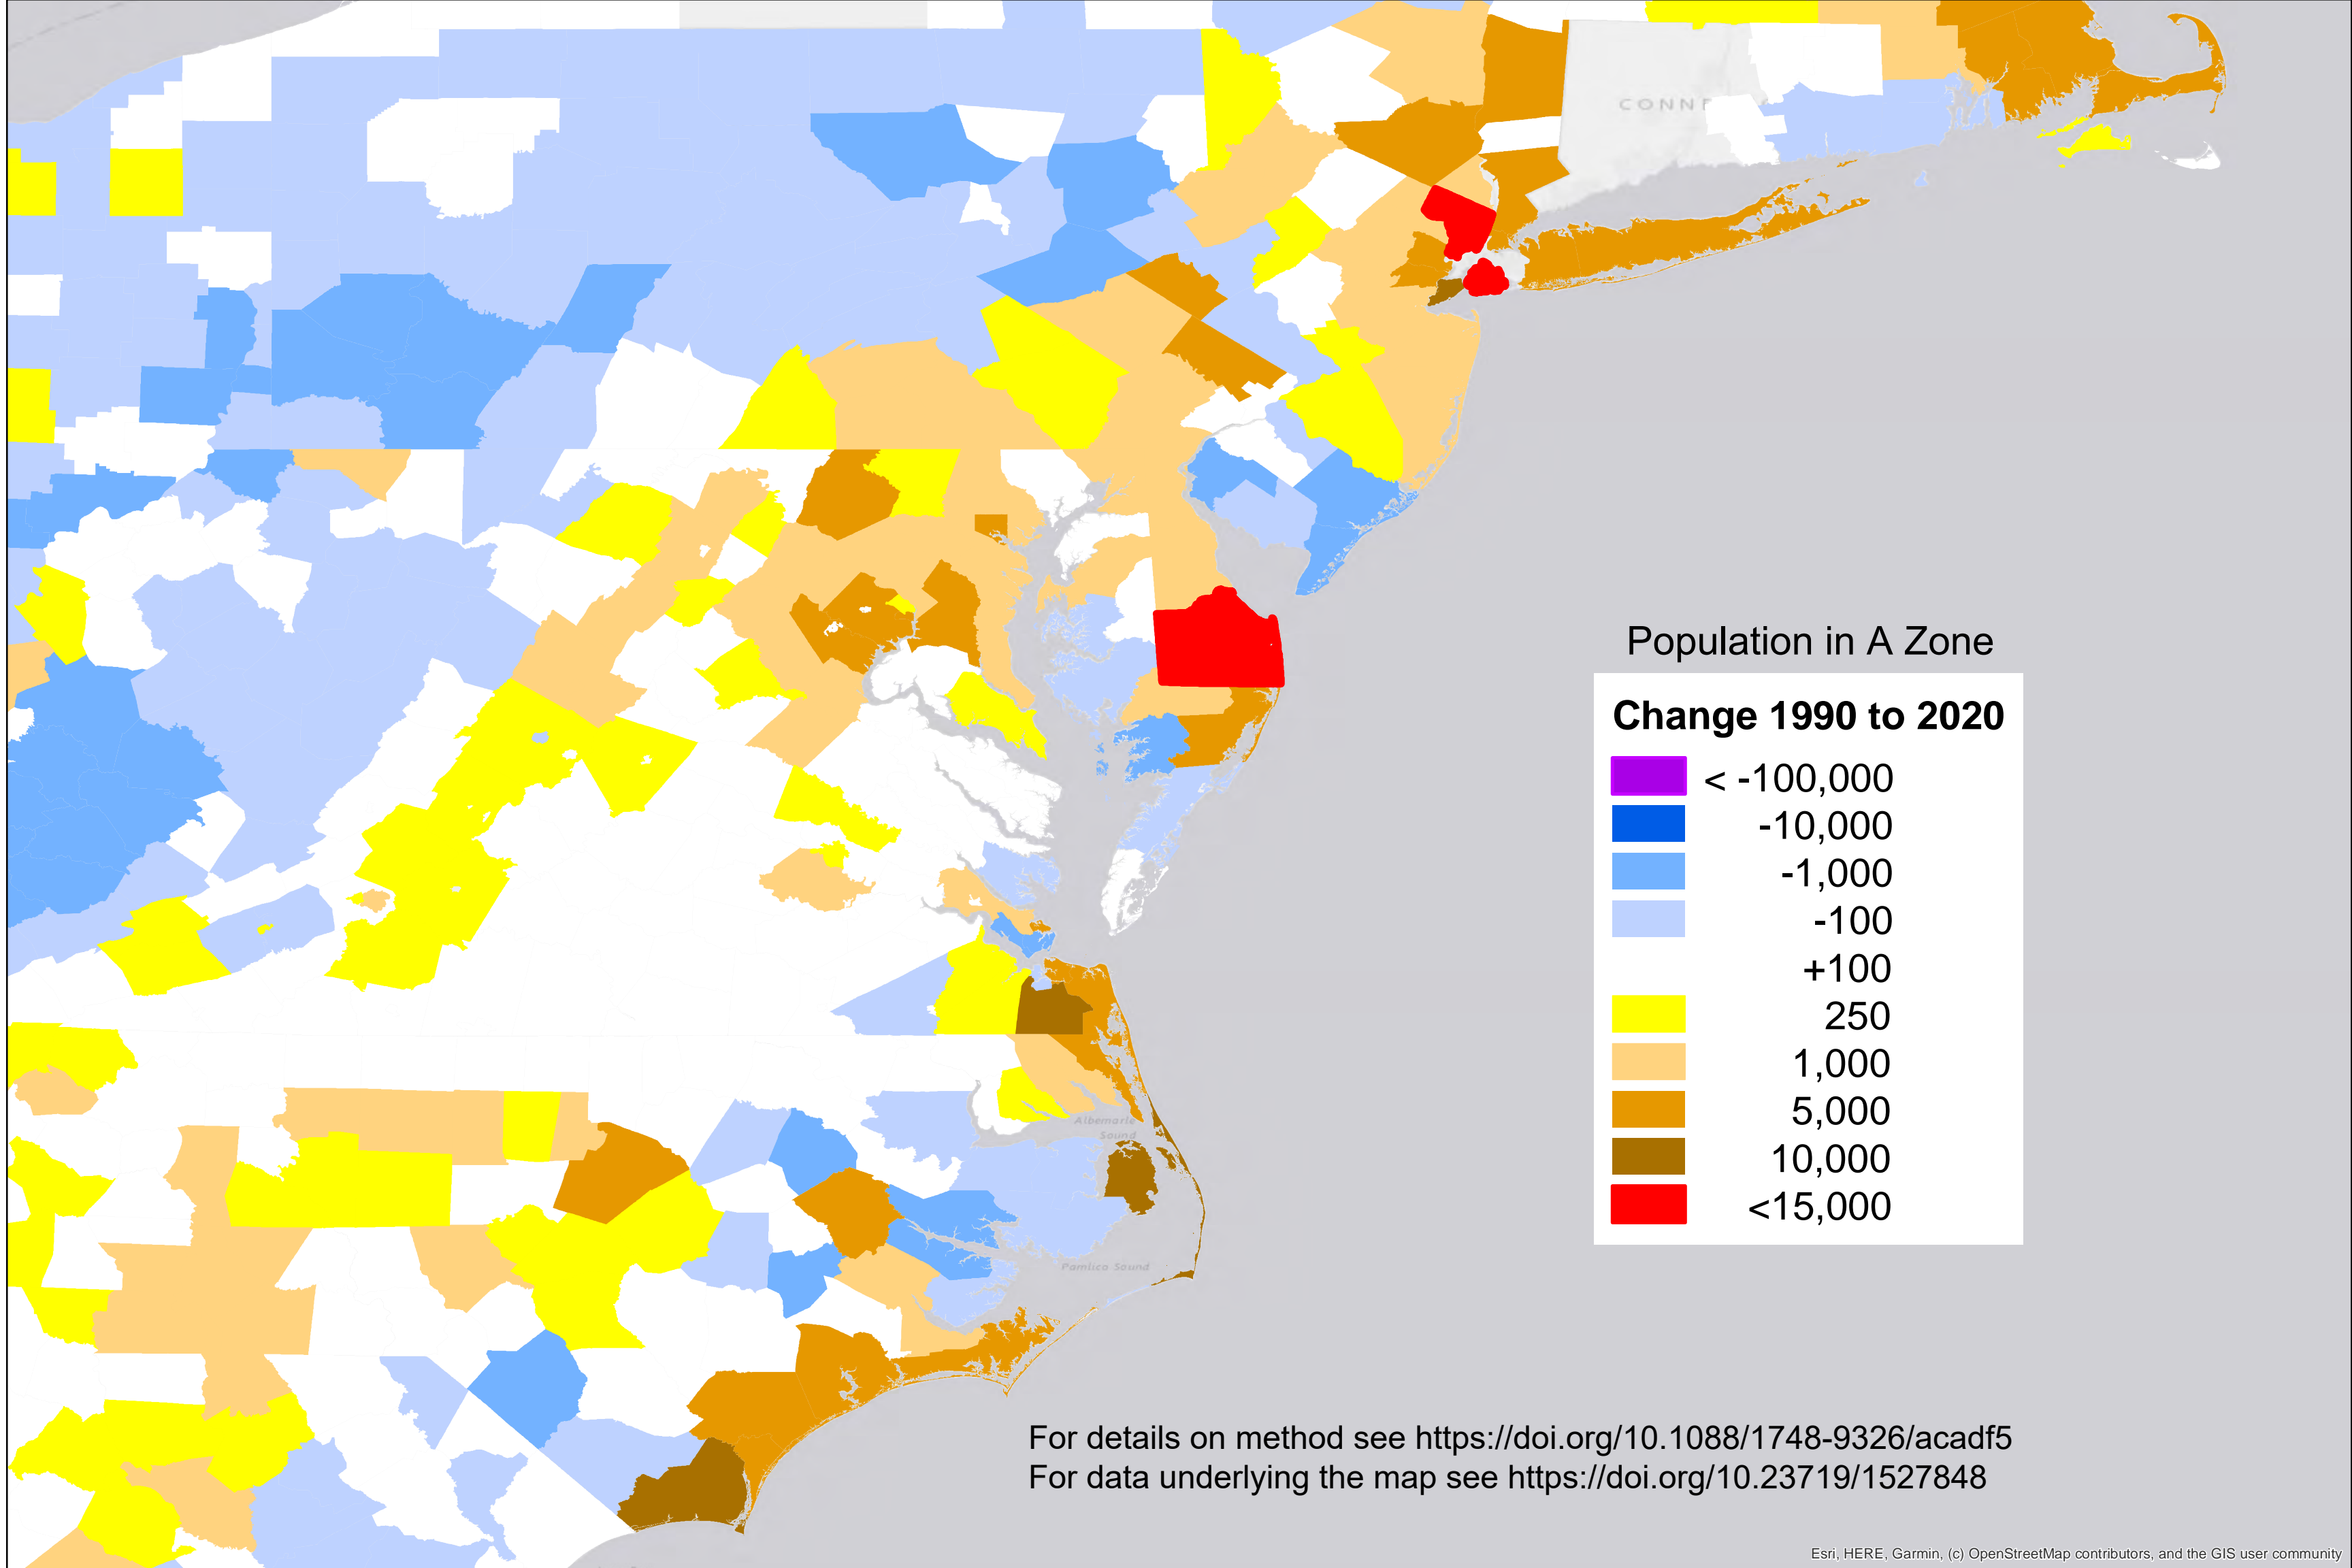 CONNE
Population in A Zone
Change 1990 to 2020
< -100,000
-10,000
-1,000
-100
+100
250
1,000
5,000
10,000
<15,000
Albemarle
Sound
Pamlico Sound
For details on method see https://doi.org/10.1088/1748-9326/acadf5
For data underlying the map see https://doi.org/10.23719/1527848
Esri, HERE, Garmin, (c) OpenStreetMap contributors, and the GIS user community